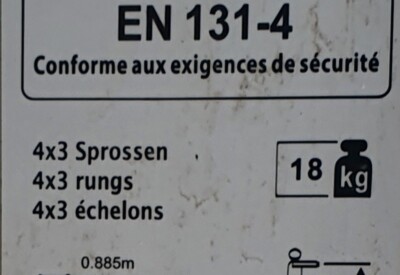 EN 131-4
Conforme aux exigences de sécurité
4x3 Sprossen
4x3 rungs
4x3 échelons
18 kg
0.885m